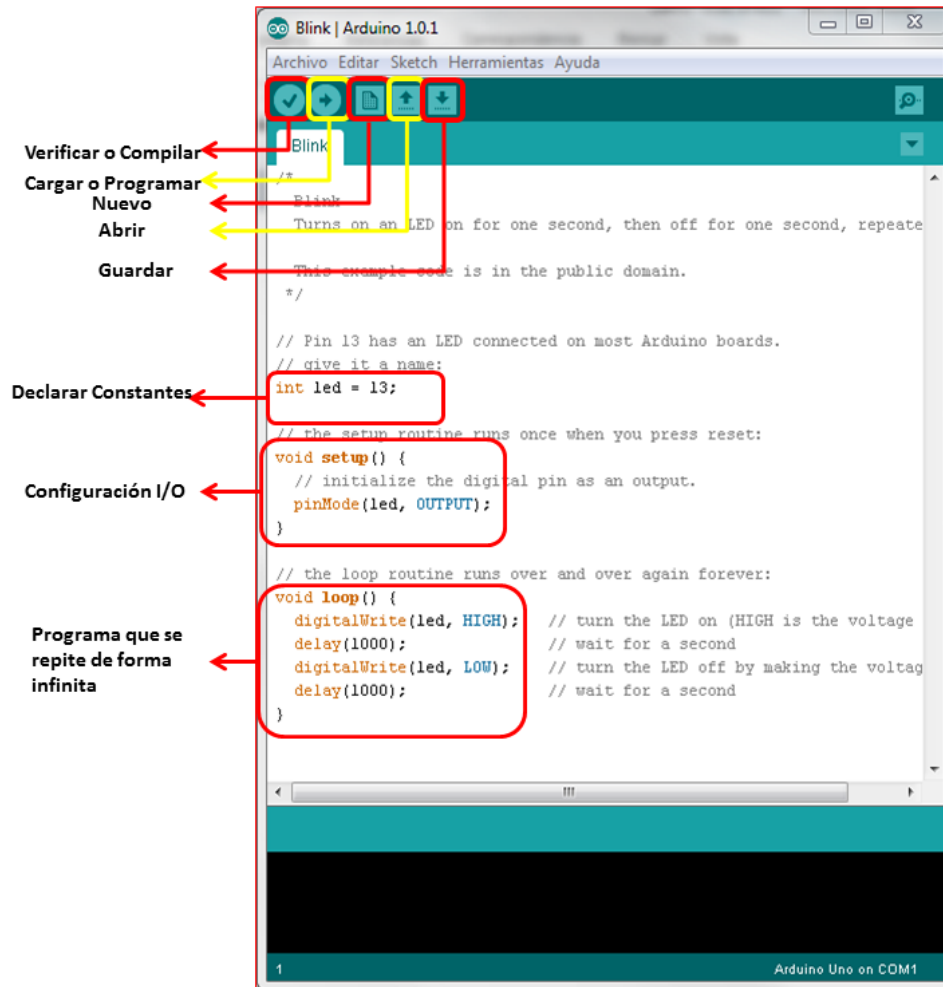 Blink | Arduino 1.0.1
Archivo Editar Sketch Herramientas Ayuda
Blink
Verificar o Compilar
Cargar o Programar
Nuevo
Abrir
Guardar
Declarar Constantes
Configuración I/O
Programa que se
repite de forma
infinita
/*
Blink
Turns on an LED on for one second, then off for one second, repeate
This example code is in the public domain.
*/
// Pin 13 has an LED connected on most Arduino boards.
// give it a name:
int led = 13;
// the setup routine runs once when you press reset:
void setup() {
// initialize the digital pin as an output.
pinMode(led, OUTPUT);
}
// the loop routine runs over and over again forever:
void loop() {
digitalWrite(led, HIGH); // turn the LED on (HIGH is the voltage
delay(1000); // wait for a second
digitalWrite(led, LOW); // turn the LED off by making the voltag
delay(1000); // wait for a second
}
1
Arduino Uno on COM1